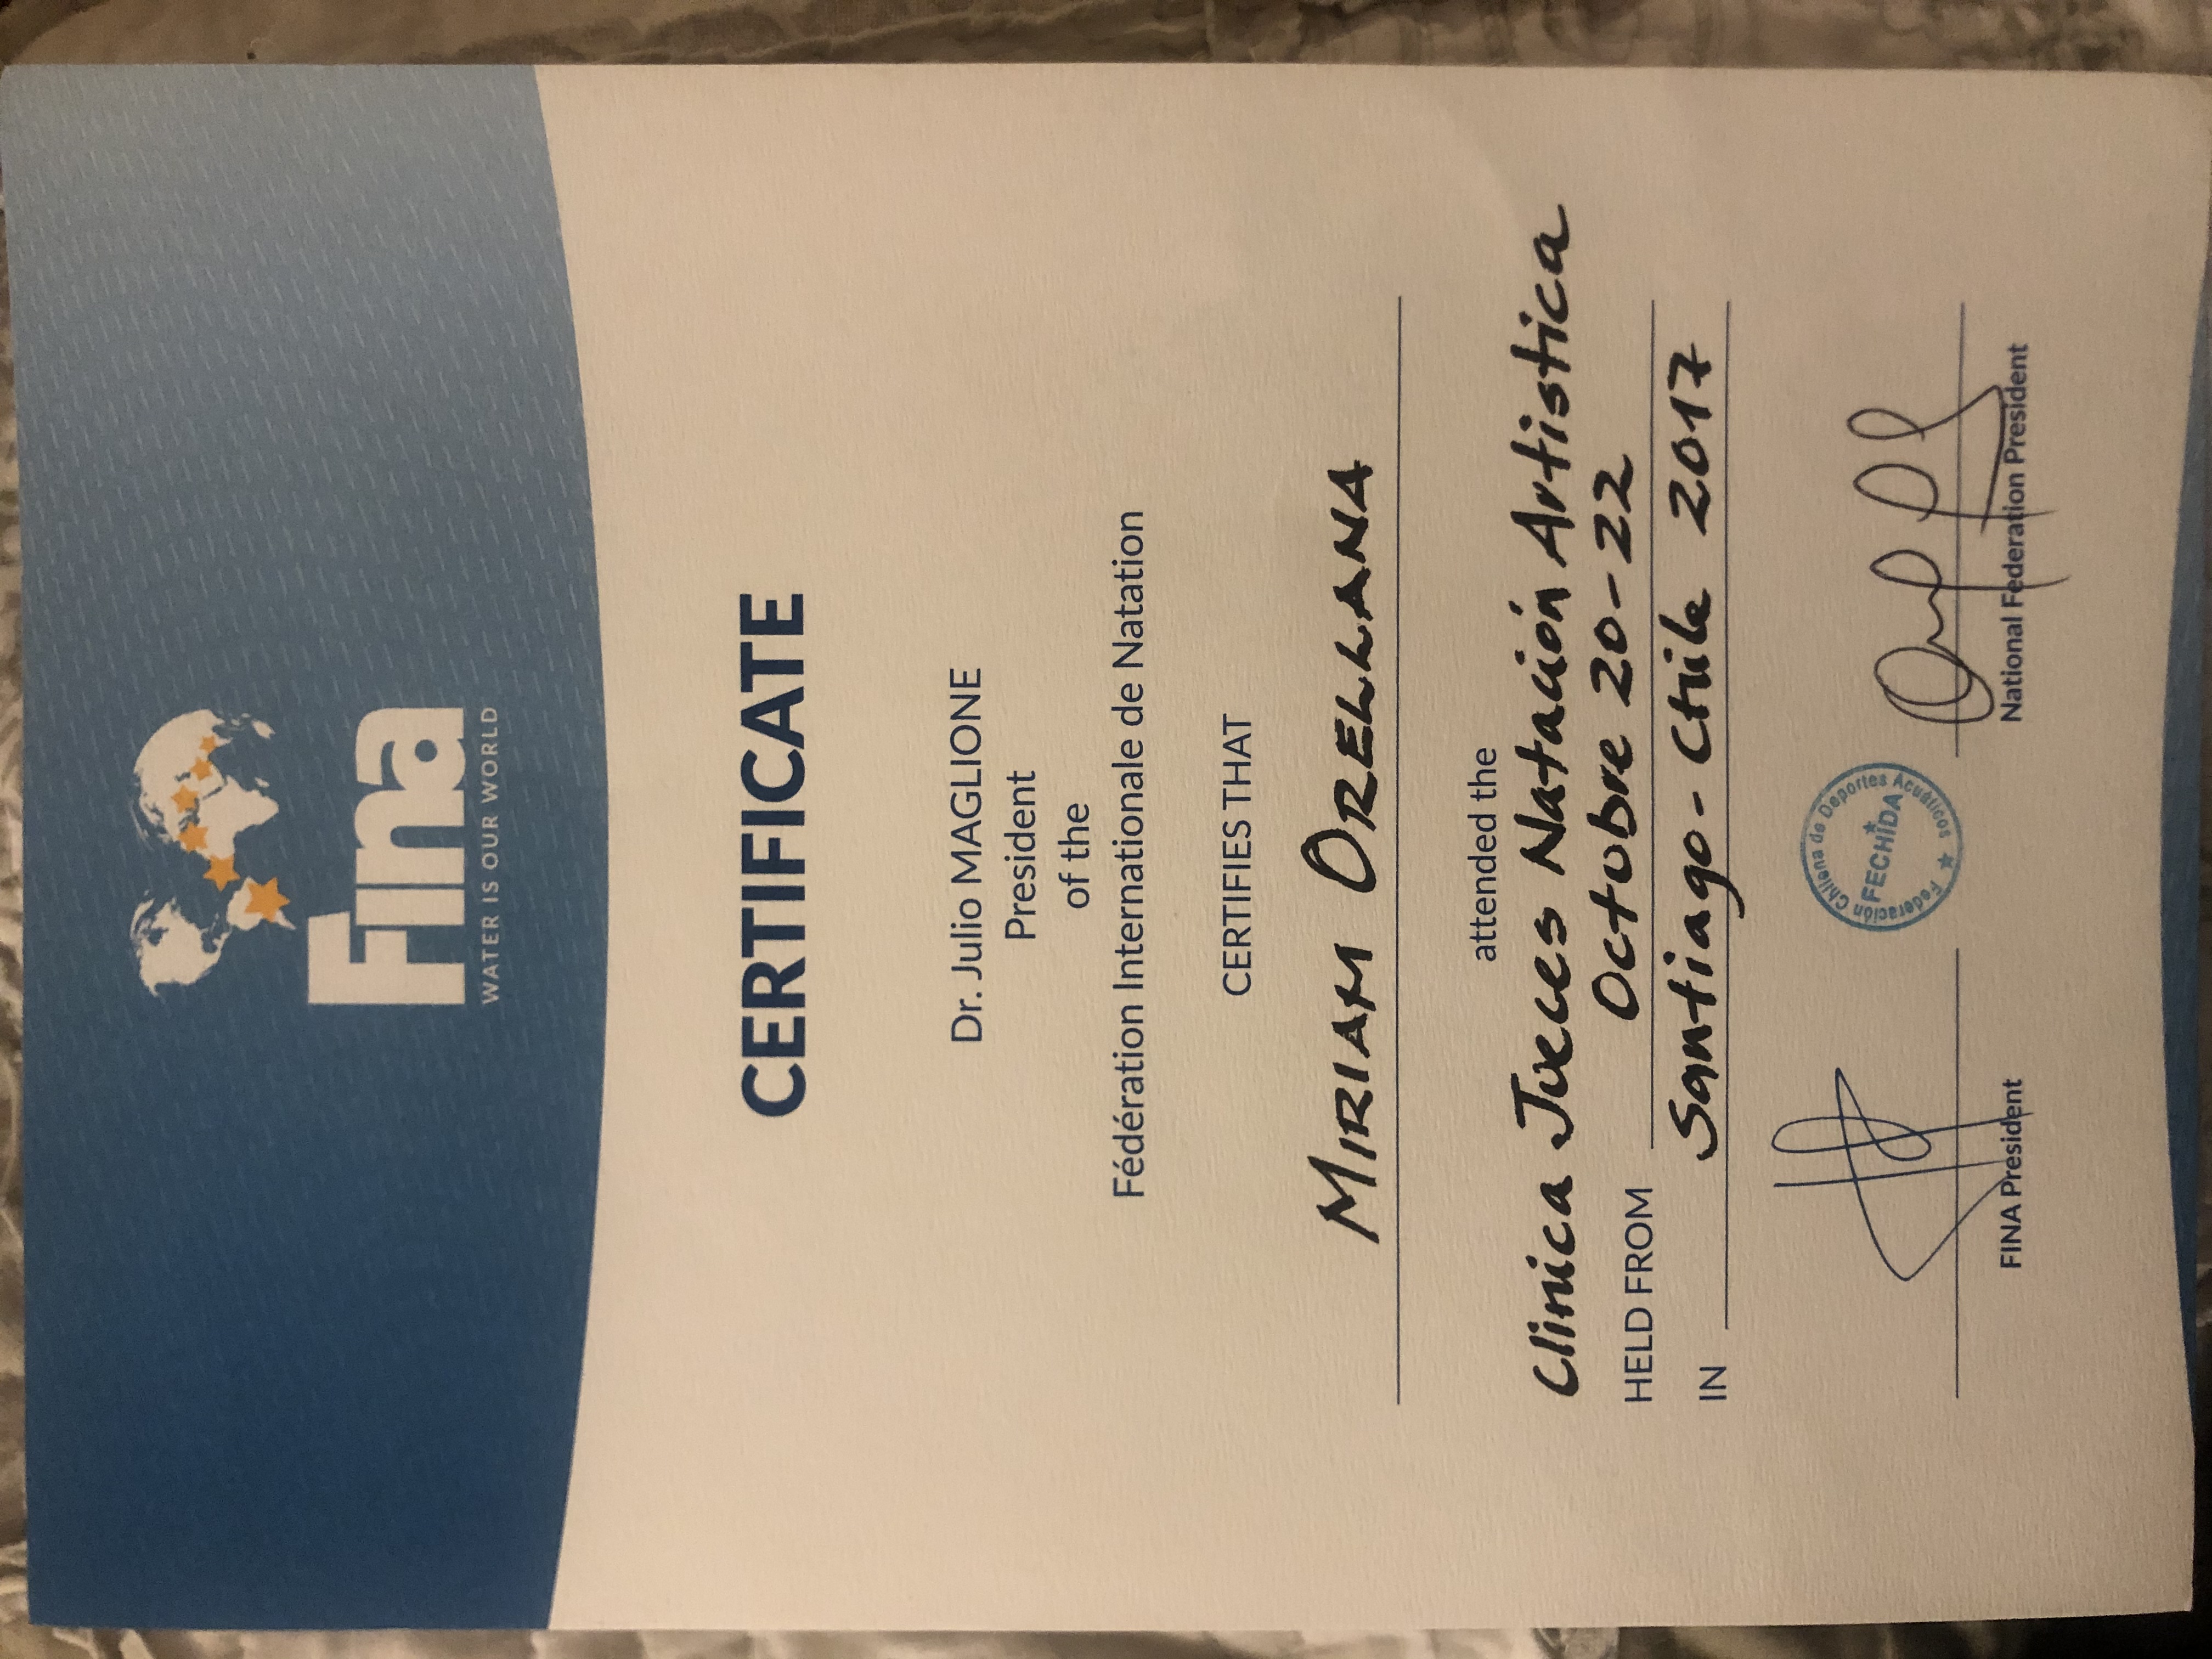 Fina
WATER IS OUR WORLD
CERTIFICATE
Dr. Julio MAGLIONE
President
of the
Fédération Internationale de Natation
CERTIFIES THAT
MIRIAM ORELLANA
attended the
Clinica Jueces Natación Artistica
HELD FROM Octubre 20-22
IN Santiago - Chile 2017
Federación Chilena de Deportes Acuáticos
FECHIDA
FINA President
National Federation President